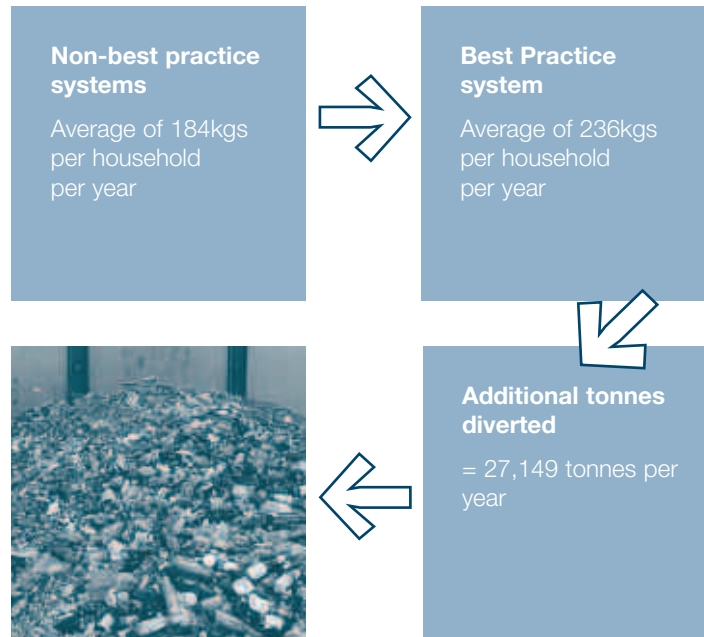 Non-best practice
systems
Average of 184kgs
per household
per year
Best Practice
system
Average of 236kgs
per household
per year
Additional tonnes
diverted
= 27,149 tonnes per
year